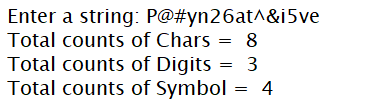 Enter a string: P@#yn26at^&i5ve
Total counts of Chars =  8
Total counts of Digits =  3
Total counts of Symbol =  4